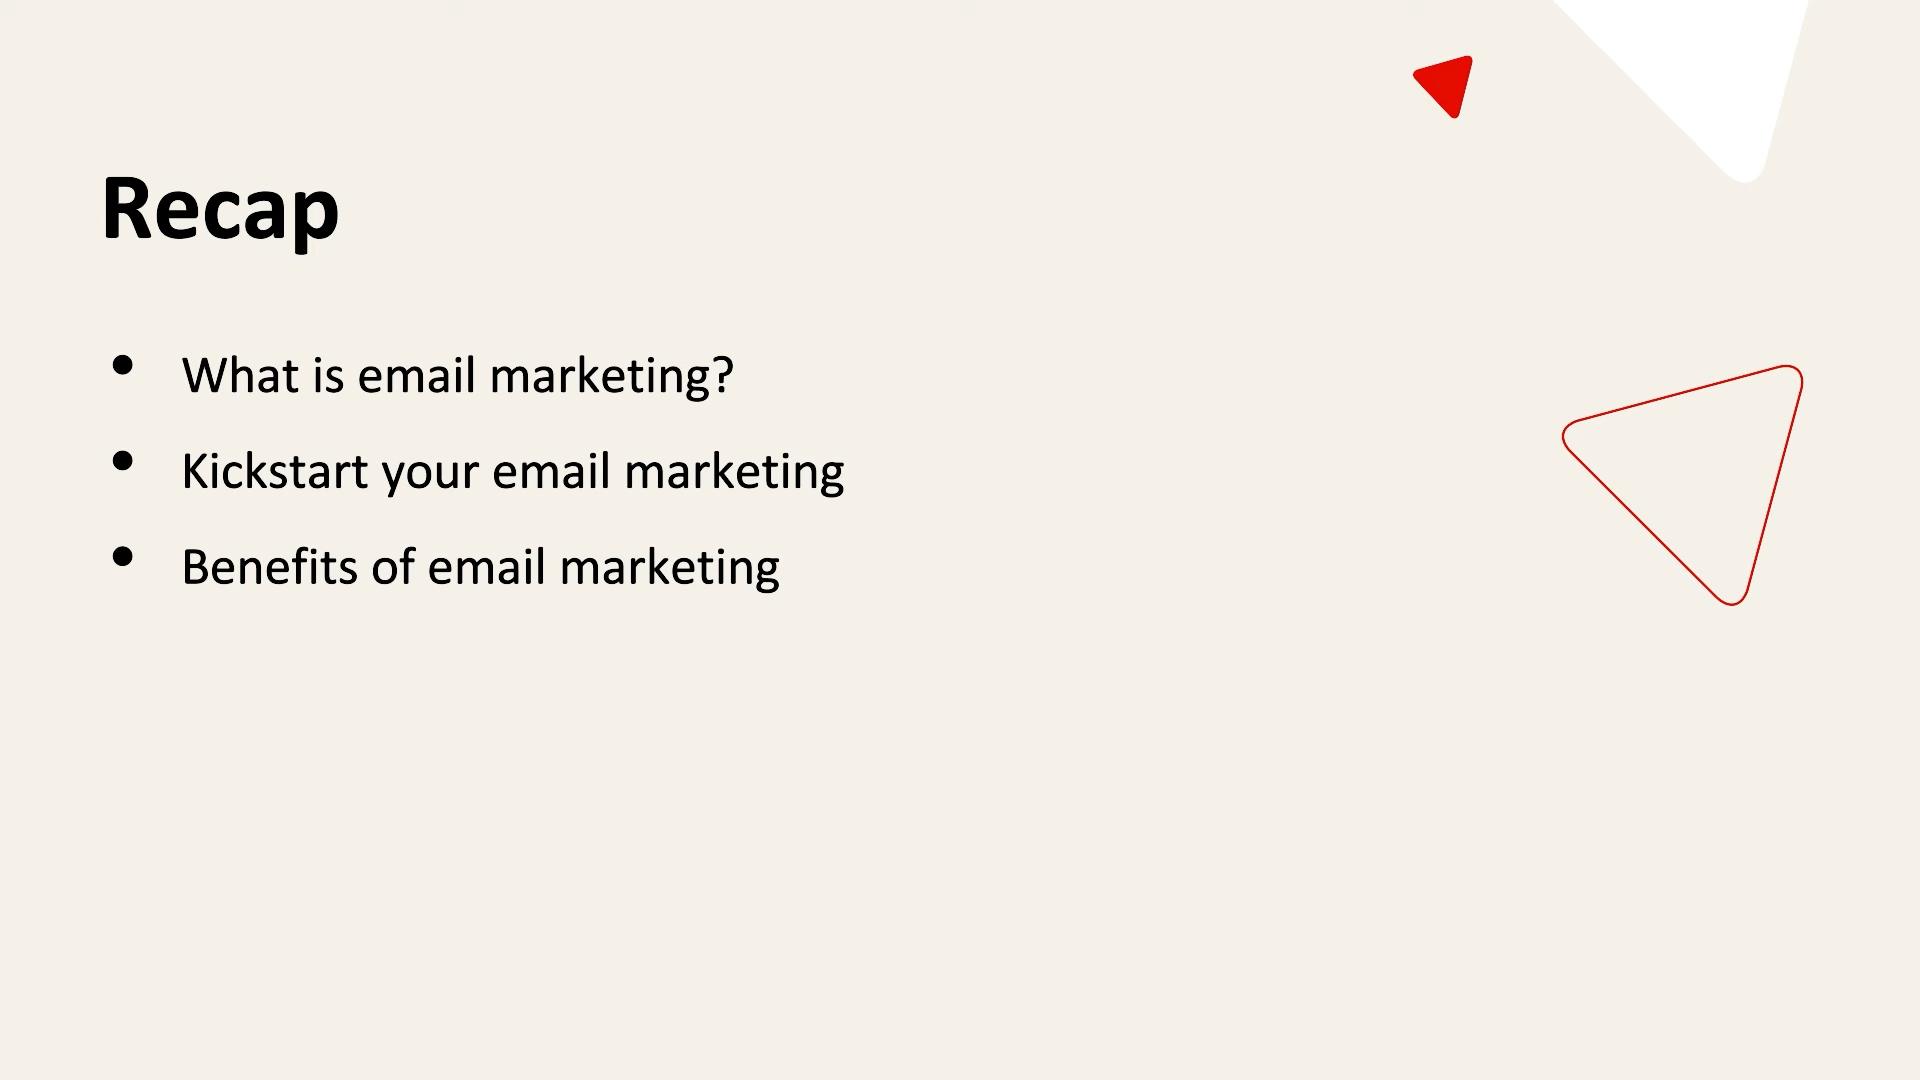 Recap
• What is email marketing?
• Kickstart your email marketing
• Benefits of email marketing